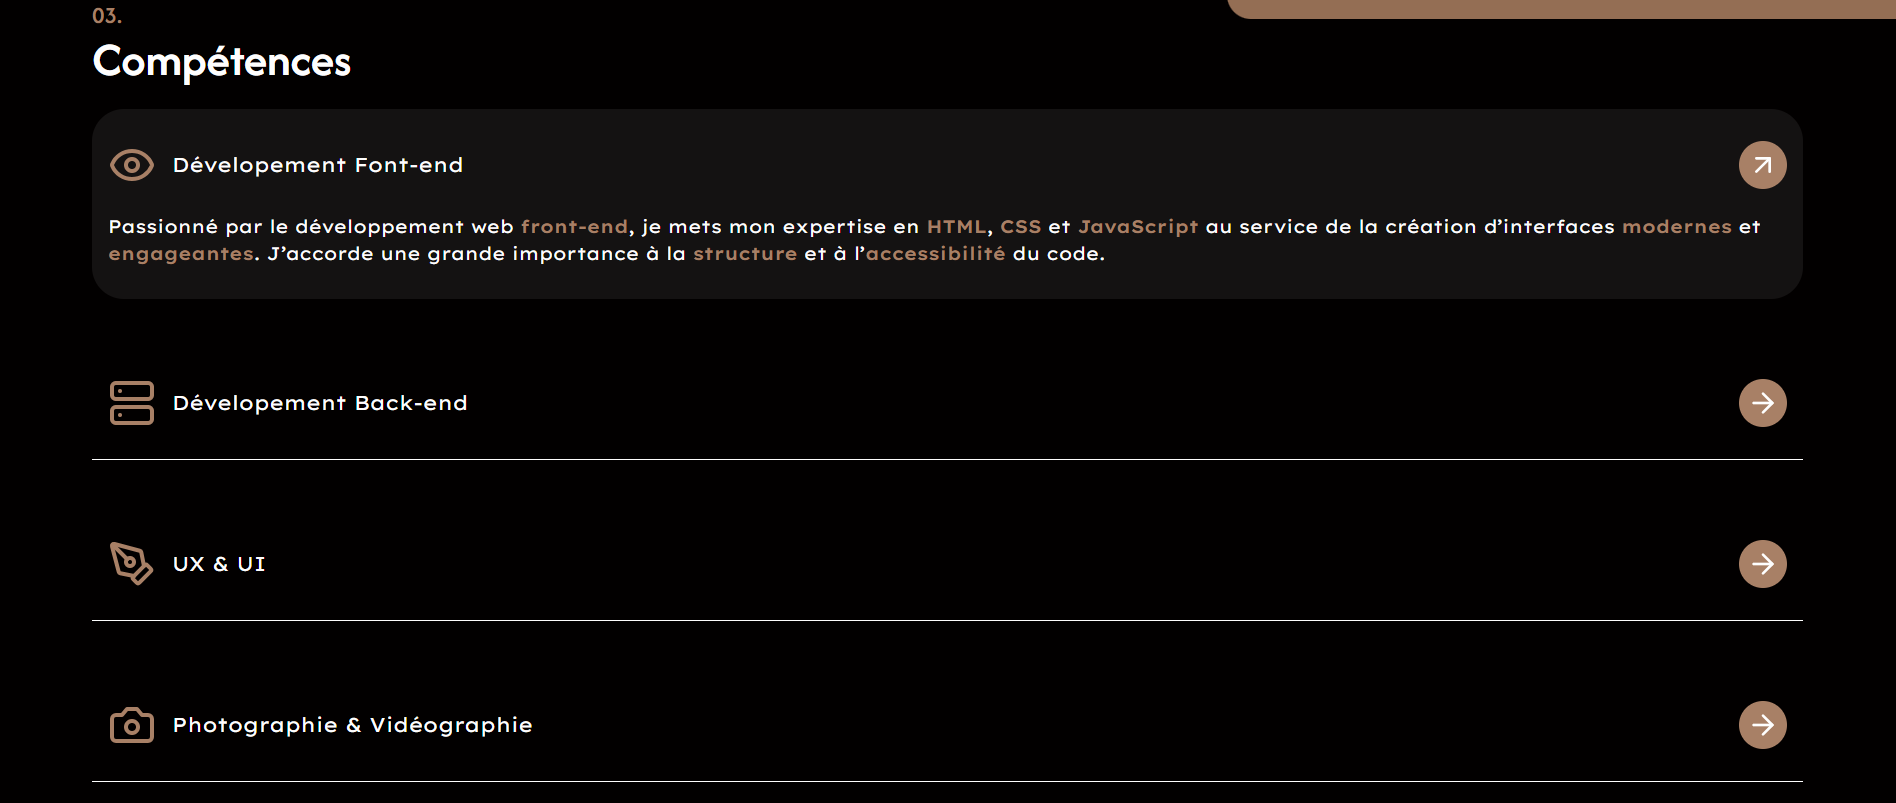 03.
Compétences
Dévelopement Font-end
Passionné par le développement web front-end, je mets mon expertise en HTML, CSS et JavaScript au service de la création d’interfaces modernes et
engageantes. J’accorde une grande importance à la structure et à l’accessibilité du code.
Dévelopement Back-end
UX & UI
Photographie & Vidéographie